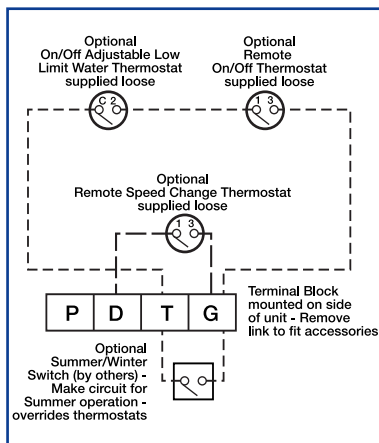 Optional
On/Off Adjustable Low
Limit Water Thermostat
supplied loose
Optional
Remote
On/Off Thermostat
supplied loose
C 2
1 3
Optional
Remote Speed Change Thermostat
supplied loose
1 3
P D T G
Terminal Block
mounted on side
of unit - Remove
link to fit accessories
Optional
Summer/Winter
Switch (by others) -
Make circuit for
Summer operation -
overrides thermostats